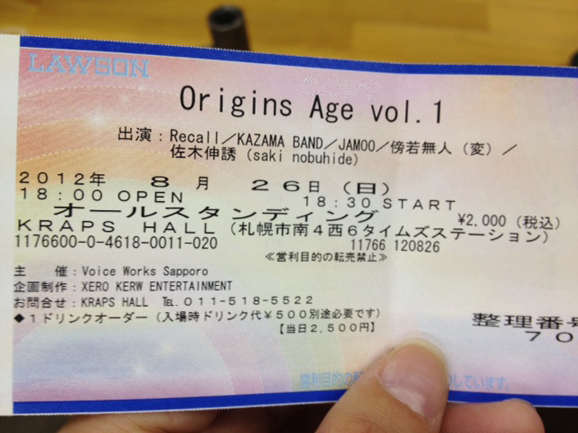 LAWSON
Origins Age vol.1
出演：Recall／KAZAMA BAND／JAMOO／傍若無人（変）／
佐木伸誘（saki nobuhide）
2012年 8 月 26日 (日)
18:00 OPEN 18:30 START
オールスタンディング ¥2,000（税込）
KRAPS HALL（札幌市南4西6タイムズステーション）
1176600-0-4618-0011-020 11766 120826
≪営利目的の転売禁止≫
主 催：Voice Works Sapporo
企画制作：XERO KERW ENTERTAINMENT
お問合せ：KRAPS HALL ℡011-518-5522
◆1ドリンクオーダー（入場時ドリンク代￥500別途必要です）
【当日2,500円】
整理番号
70
営利目的の転